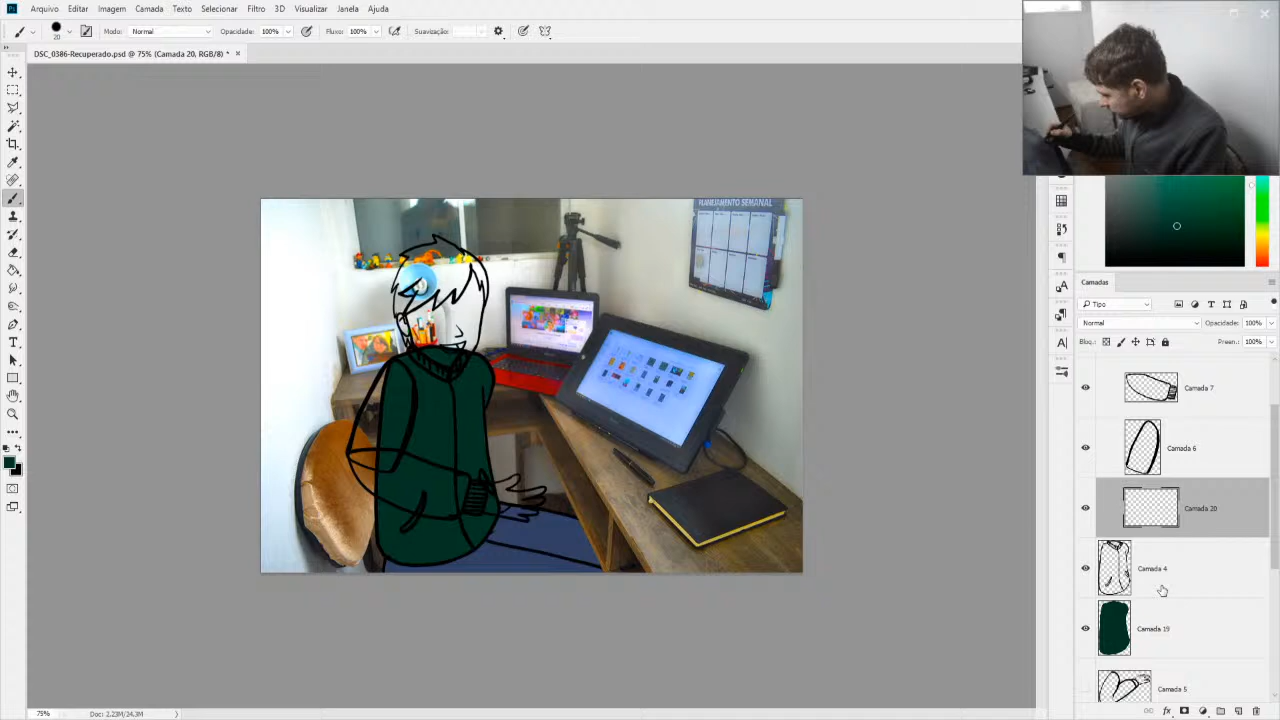 Arquivo Editar Imagem Camada Texto Selecionar Filtro 3D Visualizar Janela Ajuda
Modo: Normal Opacidade: 100% Fluxo: 100% Suavização:
DSC_0386-Recuperado.psd @ 75% (Camada 20, RGB/8) *
PLANEJAMENTO SEMANAL
Camadas
Tipo
Normal Opacidade: 100%
Bloq.: Preen.: 100%
Camada 7
Camada 6
Camada 20
Camada 4
Camada 19
Camada 5
75% Doc: 2,23M/24,3M